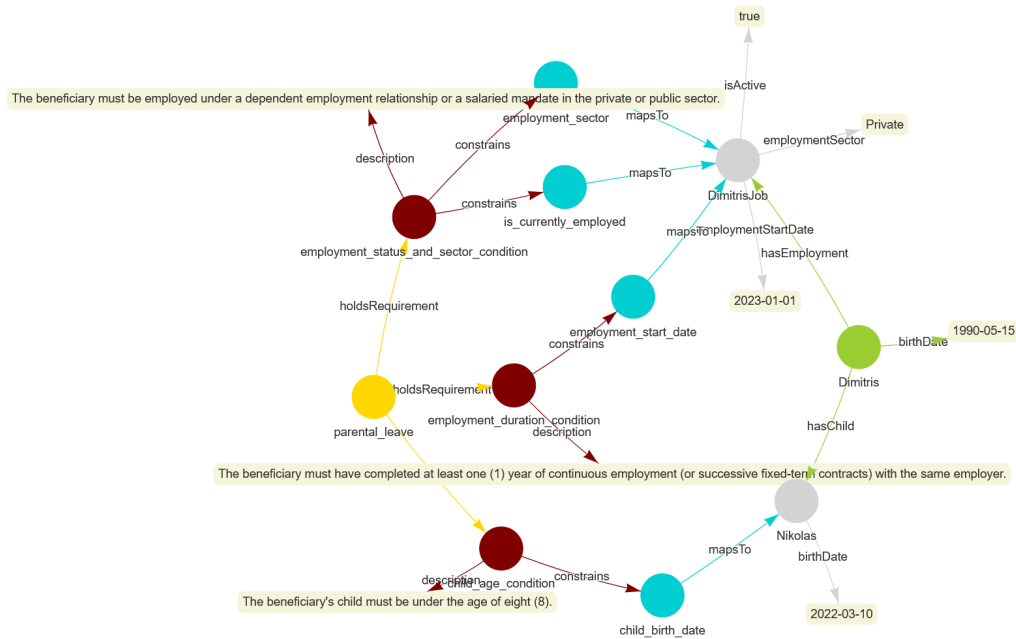 true
isActive
The beneficiary must be employed under a dependent employment relationship or a salaried mandate in the private or public sector.
employment_sector
mapsTo
Private
employmentSector
description
constrains
mapsTo
DimitrisJob
constrains
is_currently_employed
mapsTo
employmentStartDate
employment_status_and_sector_condition
hasEmployment
holdsRequirement
2023-01-01
employment_start_date
constrains
1990-05-15
birthDate
Dimitris
holdsRequirement
employment_duration_condition
parental_leave
description
hasChild
The beneficiary must have completed at least one (1) year of continuous employment (or successive fixed-term contracts) with the same employer.
Nikolas
mapsTo
birthDate
description
child_age_condition
constrains
The beneficiary's child must be under the age of eight (8).
2022-03-10
child_birth_date